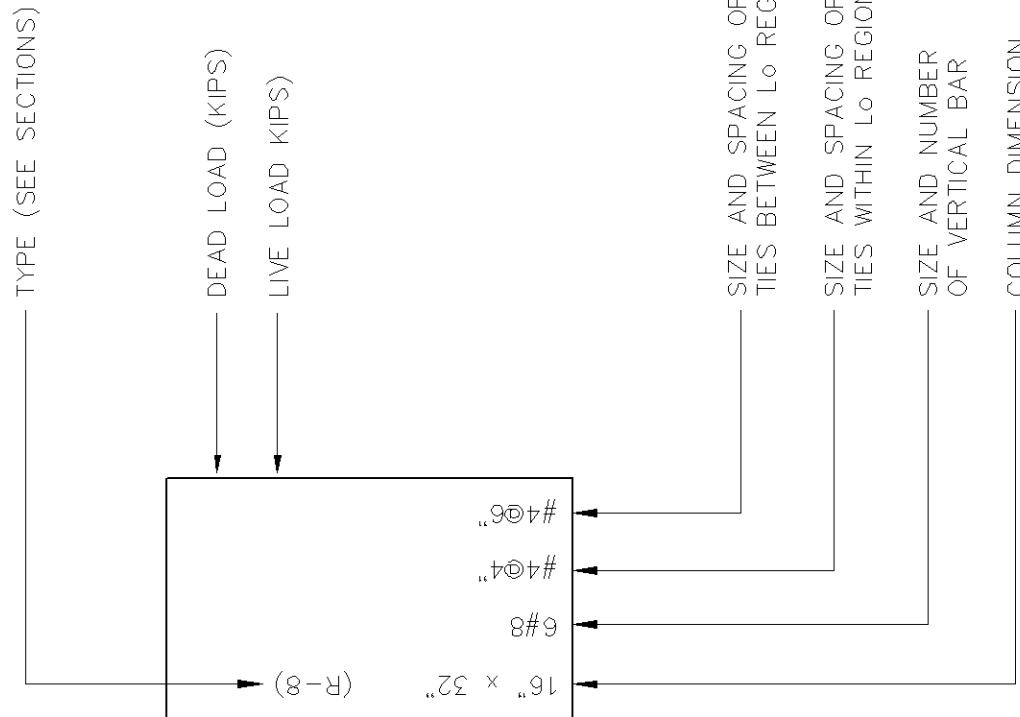 TYPE (SEE SECTIONS)
DEAD LOAD (KIPS)
LIVE LOAD KIPS)
SIZE AND SPACING OF
TIES BETWEEN Lo
SIZE AND SPACING OF
TIES WITHIN Lo REGION
SIZE AND NUMBER
OF VERTICAL BAR
COLUMN DIMENSION
16" x 32" (R-8)
6#8
#4@4"
#4@6"